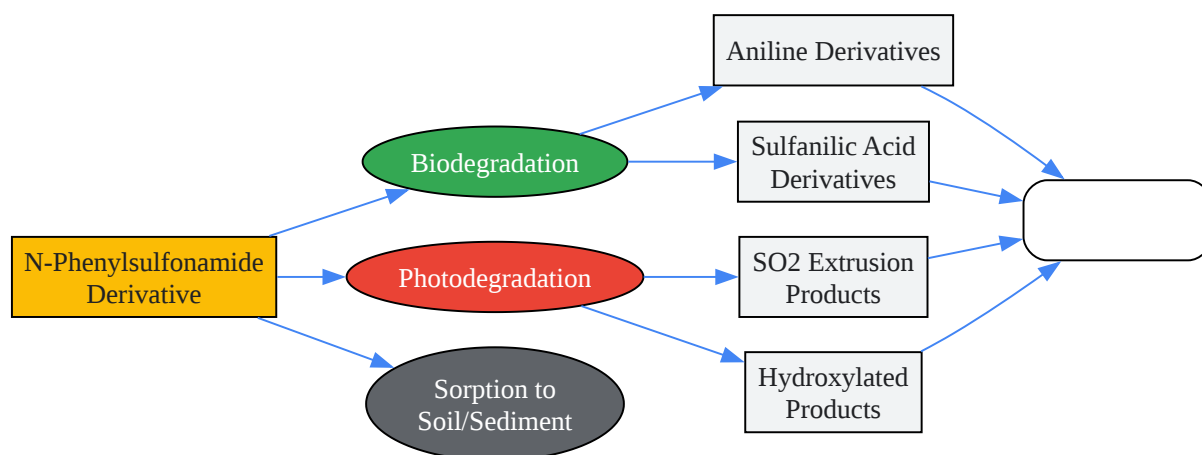 Aniline Derivatives
Biodegradation
Sulfanilic Acid
Derivatives
N-Phenylsulfonamide
Derivative
Photodegradation
SO2 Extrusion
Products
Sorption to
Soil/Sediment
Hydroxylated
Products